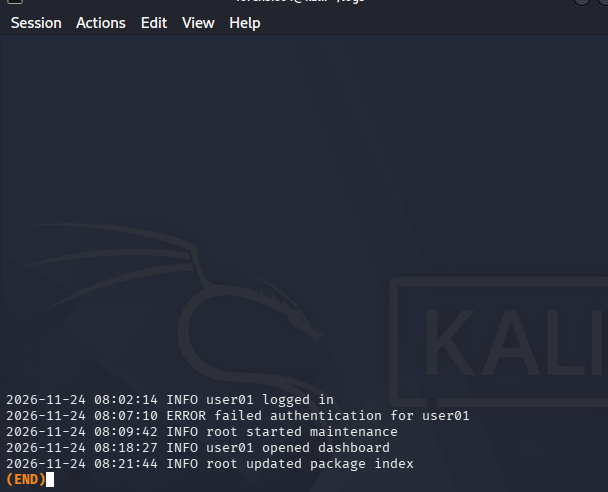 Session Actions Edit View Help
KALI
2026-11-24 08:02:14 INFO user01 logged in
2026-11-24 08:07:10 ERROR failed authentication for user01
2026-11-24 08:09:42 INFO root started maintenance
2026-11-24 08:18:27 INFO user01 opened dashboard
2026-11-24 08:21:44 INFO root updated package index
(END)